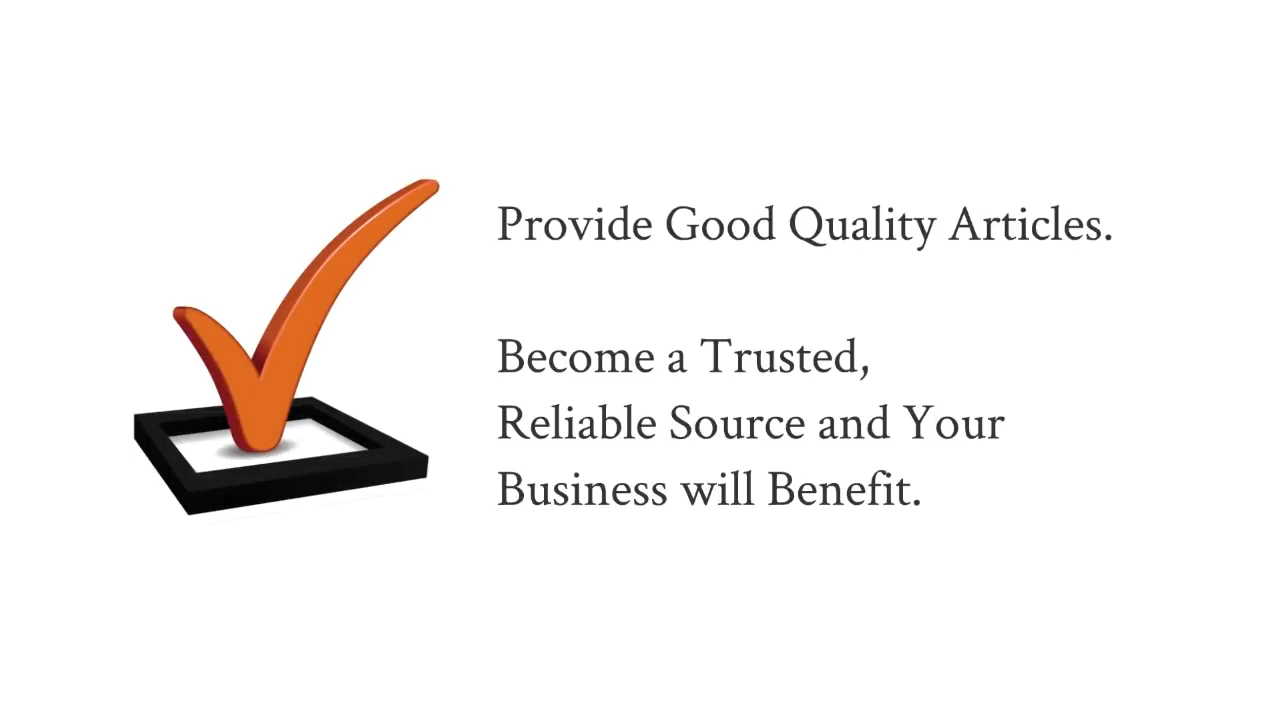 Provide Good Quality Articles.
Become a Trusted,
Reliable Source and Your
Business will Benefit.